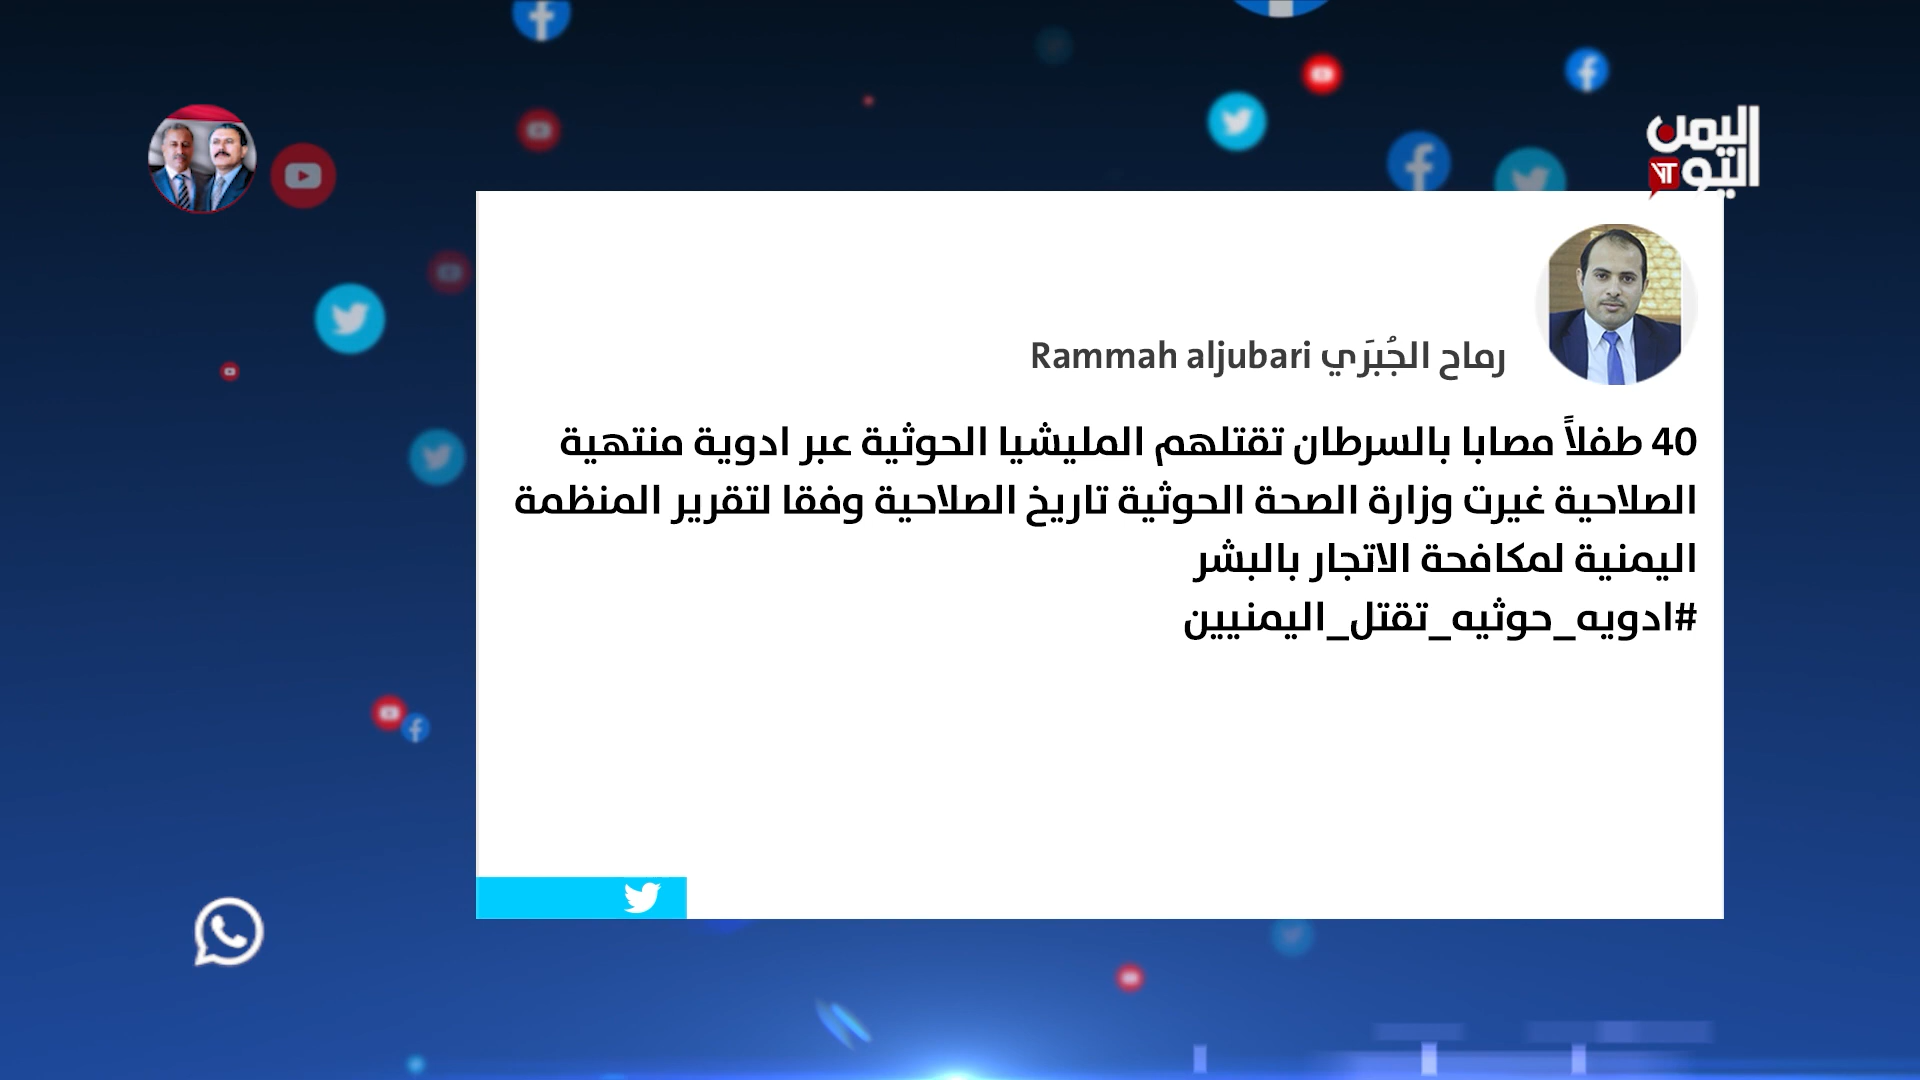 اليمن
اليوم
YT
رماح الجُبرَي Rammah aljubari
40 طفلاً مصابا بالسرطان تقتلهم المليشيا الحوثية عبر ادوية منتهية
الصلاحية غيرت وزارة الصحة الحوثية تاريخ الصلاحية وفقا لتقرير المنظمة
اليمنية لمكافحة الاتجار بالبشر
#ادويه_حوثيه_تقتل_اليمنيين